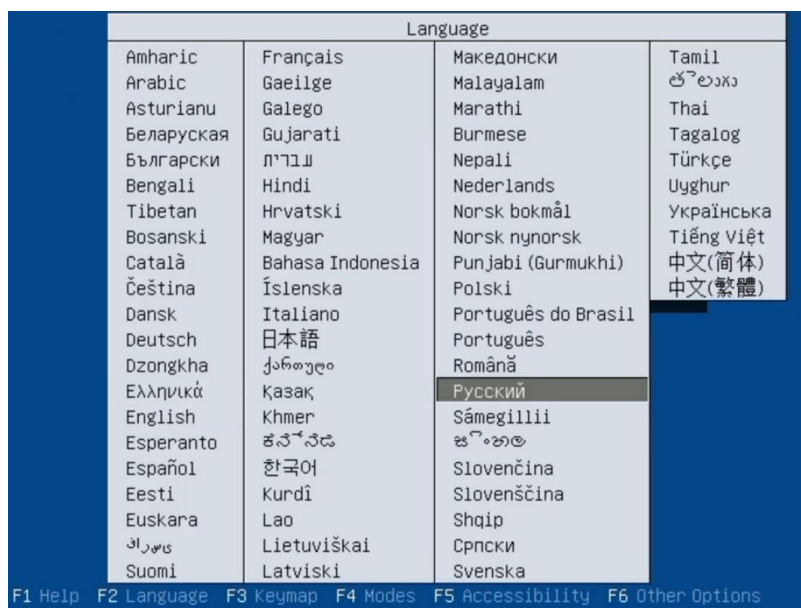 Language
Amharic
Arabic
Asturianu
Беларуская
Български
Bengali
Tibetan
Bosanski
Català
Čeština
Dansk
Deutsch
Dzongkha
Ελληνικά
English
Esperanto
Español
Eesti
Euskara
Suomi
Français
Gaeilge
Galego
Gujarati
עברית
Hindi
Hrvatski
Magyar
Bahasa Indonesia
Íslenska
Italiano
日本語
ქართული
Қазақ
Khmer
ಕನ್ನಡ
한국어
Kurdî
Lao
Lietuviškai
Latviski
Македонски
Malayalam
Marathi
Burmese
Nepali
Nederlands
Norsk bokmål
Norsk nynorsk
Punjabi (Gurmukhi)
Polski
Português do Brasil
Português
Română
Русский
Sámegillii
සිංහල
Slovenčina
Slovenščina
Shqip
Српски
Svenska
Tamil
తెలుగు
Thai
Tagalog
Türkçe
Uyghur
Українська
Tiếng Việt
中文(简体)
中文(繁體)
F1 Help F2 Language F3 Keymap F4 Modes F5 Accessibility F6 Other Options